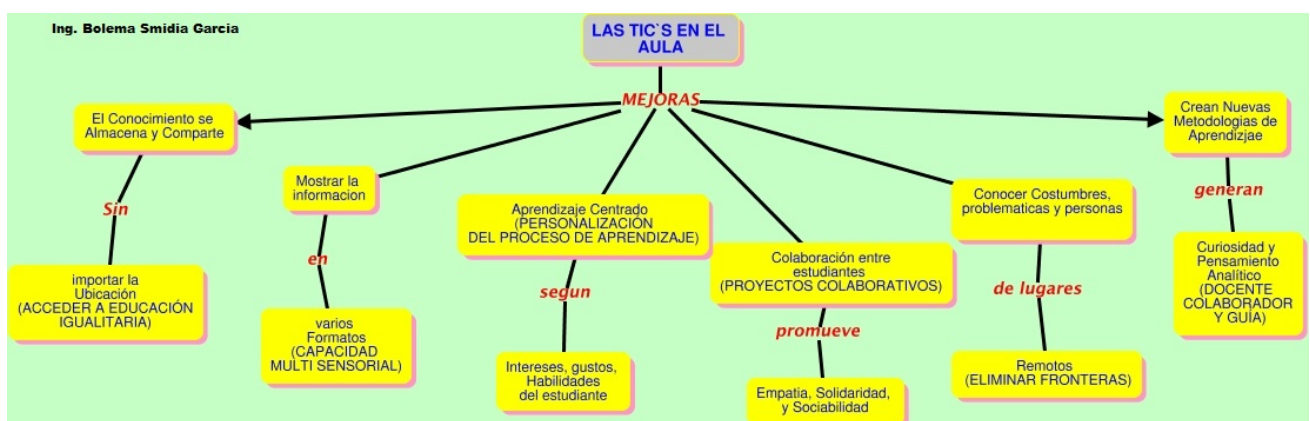 Ing. Bolema Smidia Garcia
LAS TIC`S EN EL
AULA
MEJORAS
El Conocimiento se
Almacena y Comparte
Sin
importar la
Ubicación
(ACCEDER A EDUCACIÓN
IGUALITARIA)
Mostrar la
informacion
en
varios
Formatos
(CAPACIDAD
MULTI SENSORIAL)
Aprendizaje Centrado
(PERSONALIZACIÓN
DEL PROCESO DE APRENDIZAJE)
segun
Intereses, gustos,
Habilidades
del estudiante
Colaboración entre
estudiantes
(PROYECTOS COLABORATIVOS)
promueve
Empatia, Solidaridad,
y Sociabilidad
Conocer Costumbres,
problematicas y personas
de lugares
Remotos
(ELIMINAR FRONTERAS)
Crean Nuevas
Metodologias de
Aprendizjae
generan
Curiosidad y
Pensamiento
Analítico
(DOCENTE
COLABORADOR
Y GUÍA)